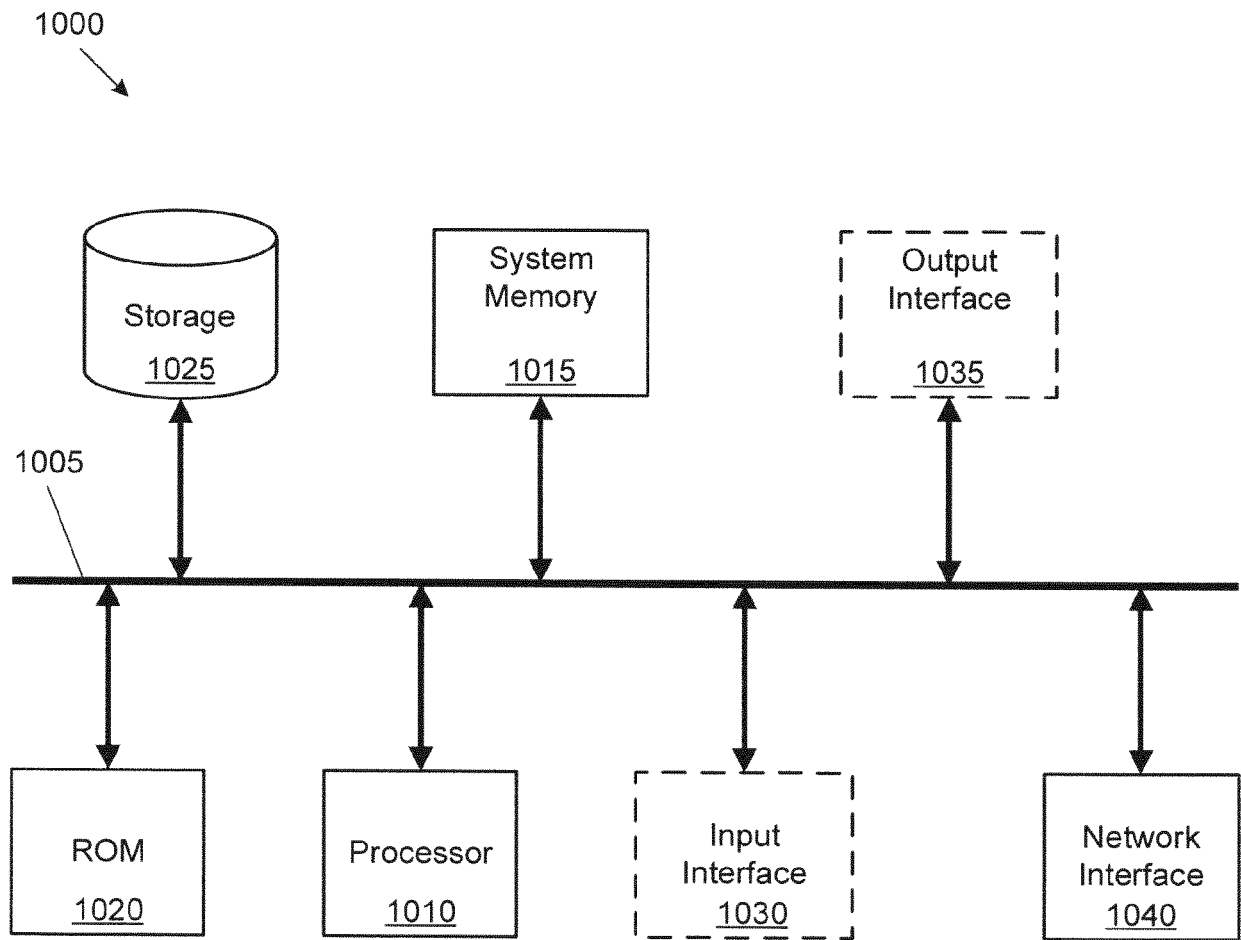 1000
Storage
1025
System
Memory
1015
Output
Interface
1035
1005
ROM
1020
Processor
1010
Input
Interface
1030
Network
Interface
1040